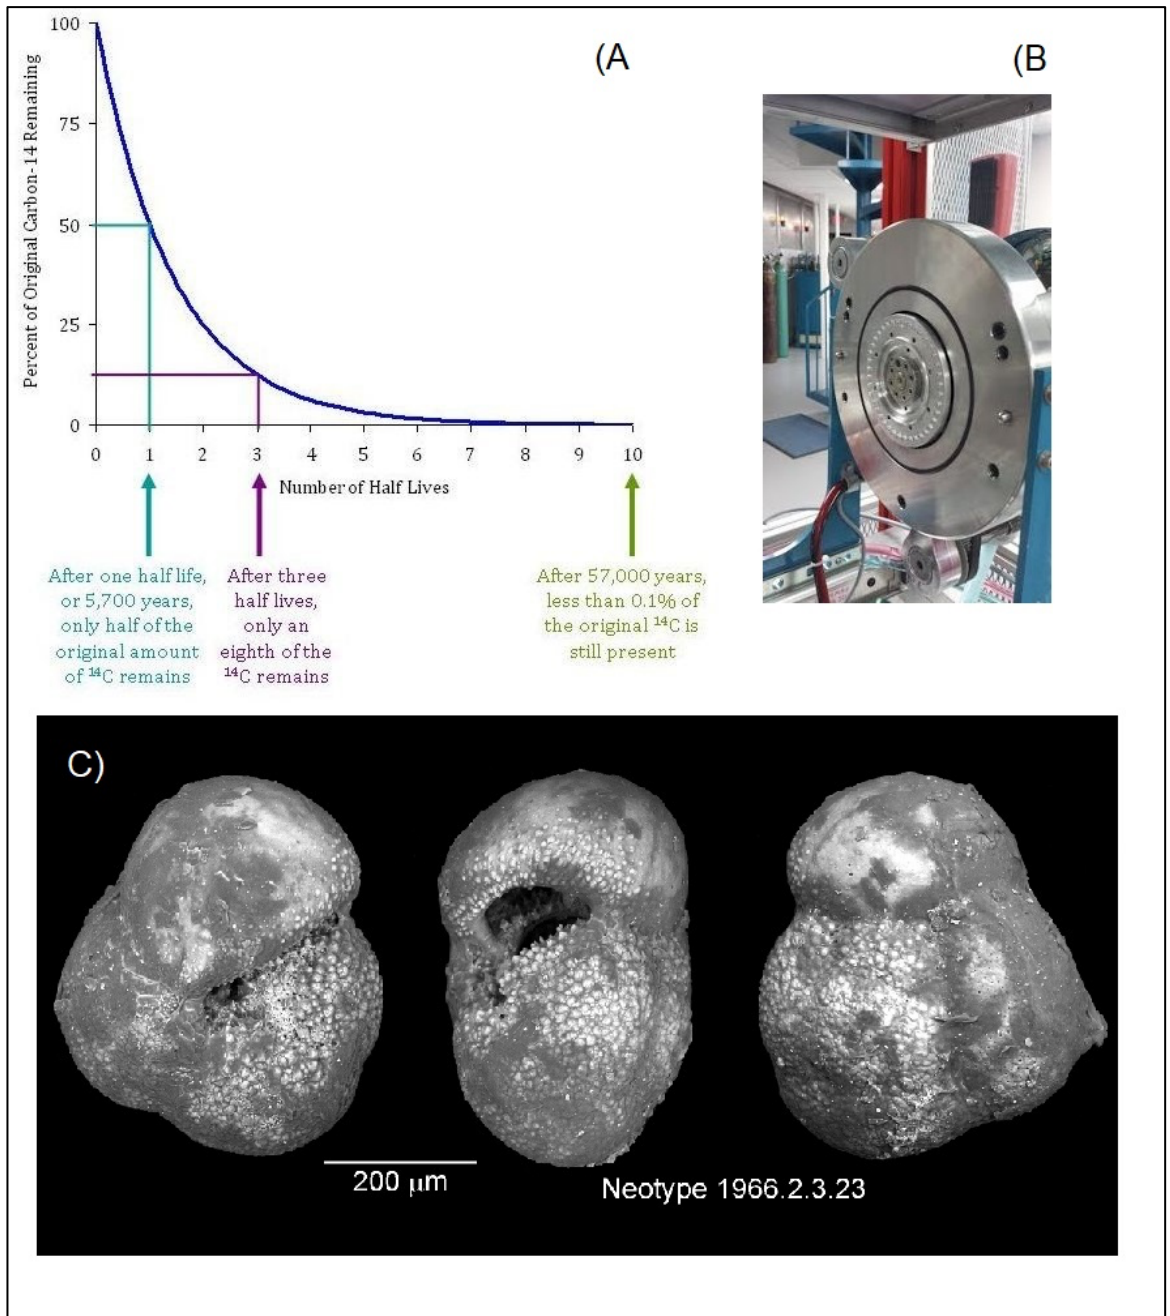 (A
(B
Percent of Original Carbon-14 Remaining
100
75
50
25
0
0 1 2 3 4 5 6 7 8 9 10
Number of Half Lives
After one half life,
or 5,700 years,
only half of the
original amount
of ¹⁴C remains
After three
half lives,
only an
eighth of the
¹⁴C remains
After 57,000 years,
less than 0.1% of
the original ¹⁴C is
still present
C)
200 μm
Neotype 1966.2.3.23